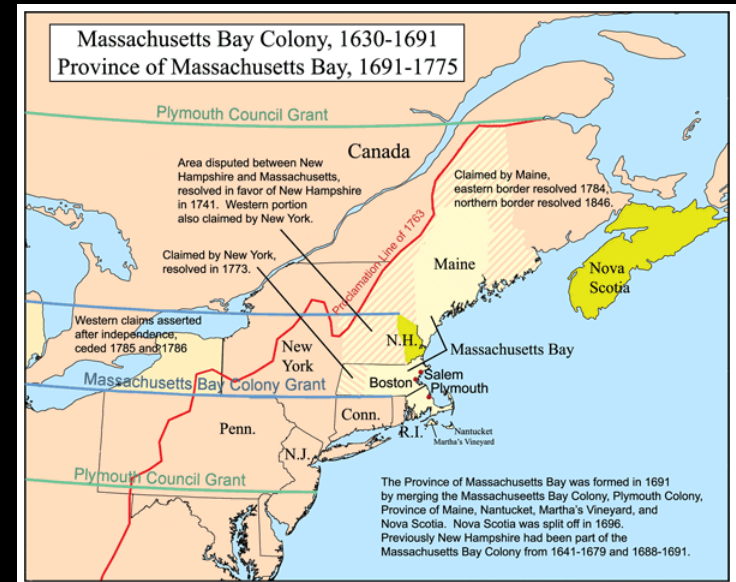 Massachusetts Bay Colony, 1630-1691
Province of Massachusetts Bay, 1691-1775
Plymouth Council Grant
Canada
Area disputed between New
Hampshire and Massachusetts,
resolved in favor of New Hampshire
in 1741. Western portion
also claimed by New York.
Claimed by Maine,
eastern border resolved 1784,
northern border resolved 1846.
Proclamation Line of 1763
Claimed by New York,
resolved in 1773.
Maine
Nova
Scotia
Western claims asserted
after independence,
ceded 1785 and 1786
New
York
N.H.
Massachusetts Bay
Massachusetts Bay Colony Grant
Boston
Salem
Plymouth
Penn.
Conn.
R.I.
Nantucket
Martha's Vineyard
N.J.
Plymouth Council Grant
The Province of Massachusetts Bay was formed in 1691
by merging the Massachuseetts Bay Colony, Plymouth Colony,
Province of Maine, Nantucket, Martha's Vineyard, and
Nova Scotia. Nova Scotia was split off in 1696.
Previously New Hampshire had been part of the
Massachusetts Bay Colony from 1641-1679 and 1688-1691.